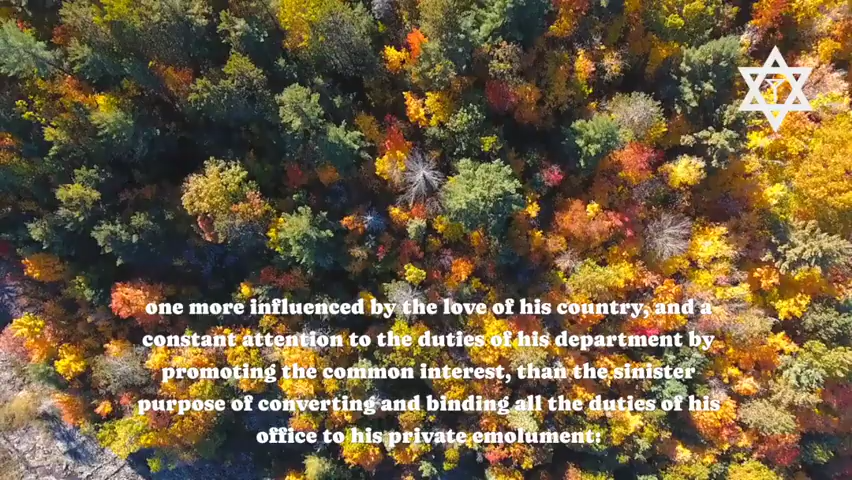 one more influenced by the love of his country, and a
constant attention to the duties of his department by
promoting the common interest, than the sinister
purpose of converting and binding all the duties of his
office to his private emolument: